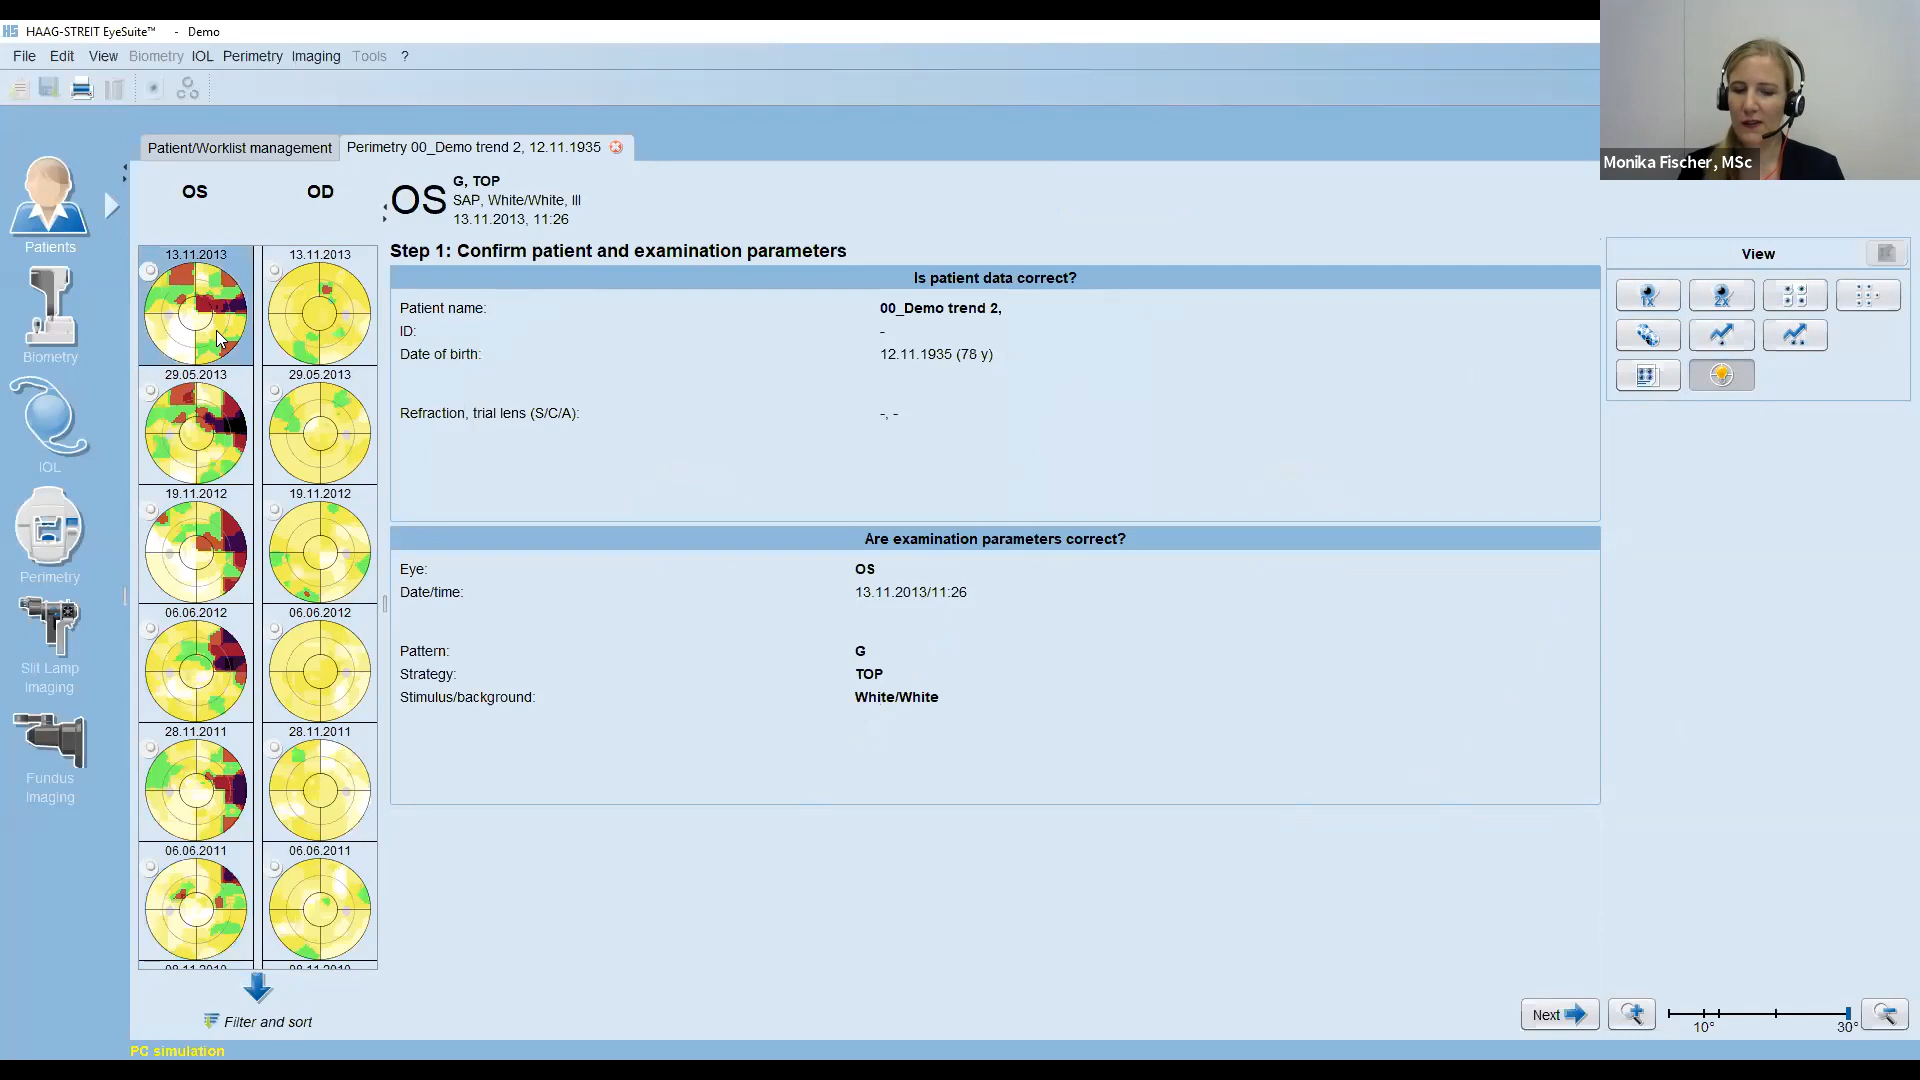 HAAG-STREIT EyeSuite™ - Demo
File Edit View Biometry IOL Perimetry Imaging Tools ?
Monika Fischer, MSc
Patient/Worklist management
Perimetry 00_Demo trend 2, 12.11.1935
OS
OD
OS
G, TOP
SAP, White/White, III
13.11.2013, 11:26
Step 1: Confirm patient and examination parameters
Is patient data correct?
Patient name: 00_Demo trend 2,
ID: -
Date of birth: 12.11.1935 (78 y)
Refraction, trial lens (S/C/A): -, -
Are examination parameters correct?
Eye: OS
Date/time: 13.11.2013/11:26
Pattern: G
Strategy: TOP
Stimulus/background: White/White
View
1X
2X
Patients
Biometry
IOL
Perimetry
Slit Lamp
Imaging
Fundus
Imaging
13.11.2013 13.11.2013
29.05.2013 29.05.2013
19.11.2012 19.11.2012
06.06.2012 06.06.2012
28.11.2011 28.11.2011
06.06.2011 06.06.2011
Filter and sort
Next
10° 30°
PC simulation